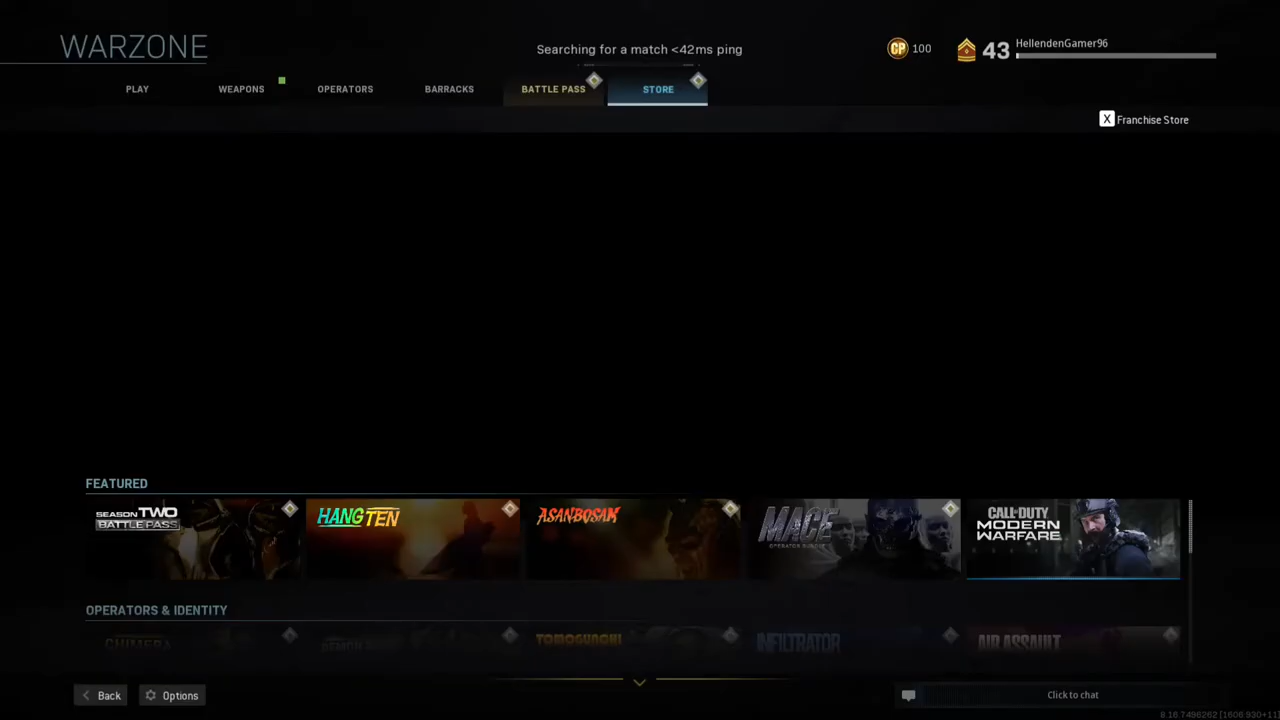 WARZONE
Searching for a match <42ms ping
CP 100
43
HellendenGamer96
PLAY
WEAPONS
OPERATORS
BARRACKS
BATTLE PASS
STORE
X Franchise Store
FEATURED
SEASON TWO
BATTLE PASS
HANG TEN
ASANBOSAM
MACE
OPERATOR BUNDLE
CALL OF DUTY
MODERN
WARFARE
OPERATORS & IDENTITY
CHIMERA
TOMOGUNCHI
INFILTRATOR
AIR ASSAULT
Back
Options
Click to chat